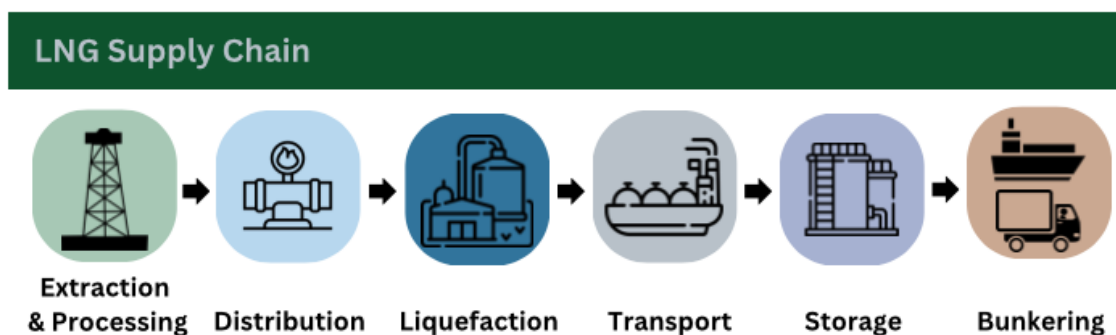 LNG Supply Chain
Extraction
& Processing
Distribution
Liquefaction
Transport
Storage
Bunkering